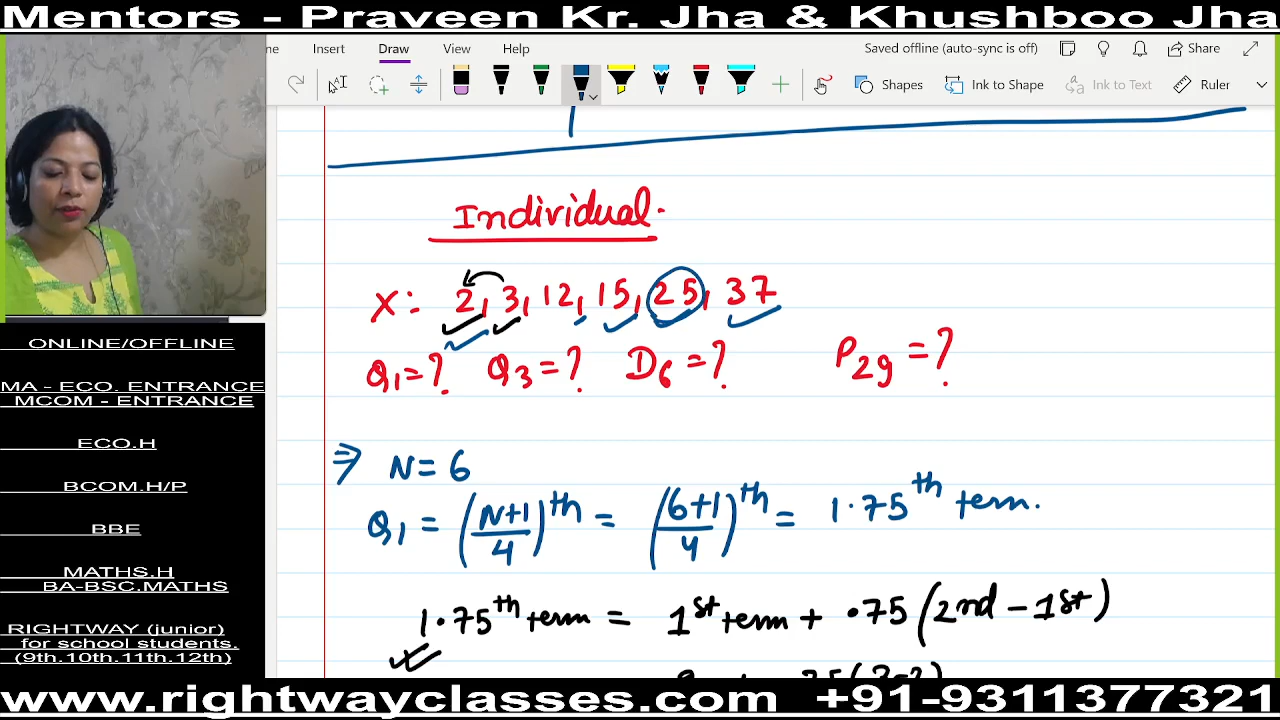 Mentors - Praveen Kr. Jha & Khushboo Jha
Insert Draw View Help
Saved offline (auto-sync is off)
Share
Shapes
Ink to Shape
Ink to Text
Ruler
Individual.
X: 2, 3, 12, 15, 25, 37
Q1=? Q3=? D6=? P29=?
⇒ N=6
Q1 = (N+1/4)th = (6+1/4)th = 1.75th term.
1.75th term = 1st term + .75 (2nd - 1st)
ONLINE/OFFLINE
MA - ECO. ENTRANCE
MCOM - ENTRANCE
ECO.H
BCOM.H/P
BBE
MATHS.H
BA-BSC.MATHS
RIGHTWAY (junior)
for school students.
(9th.10th.11th.12th)
www.rightwayclasses.com +91-9311377321